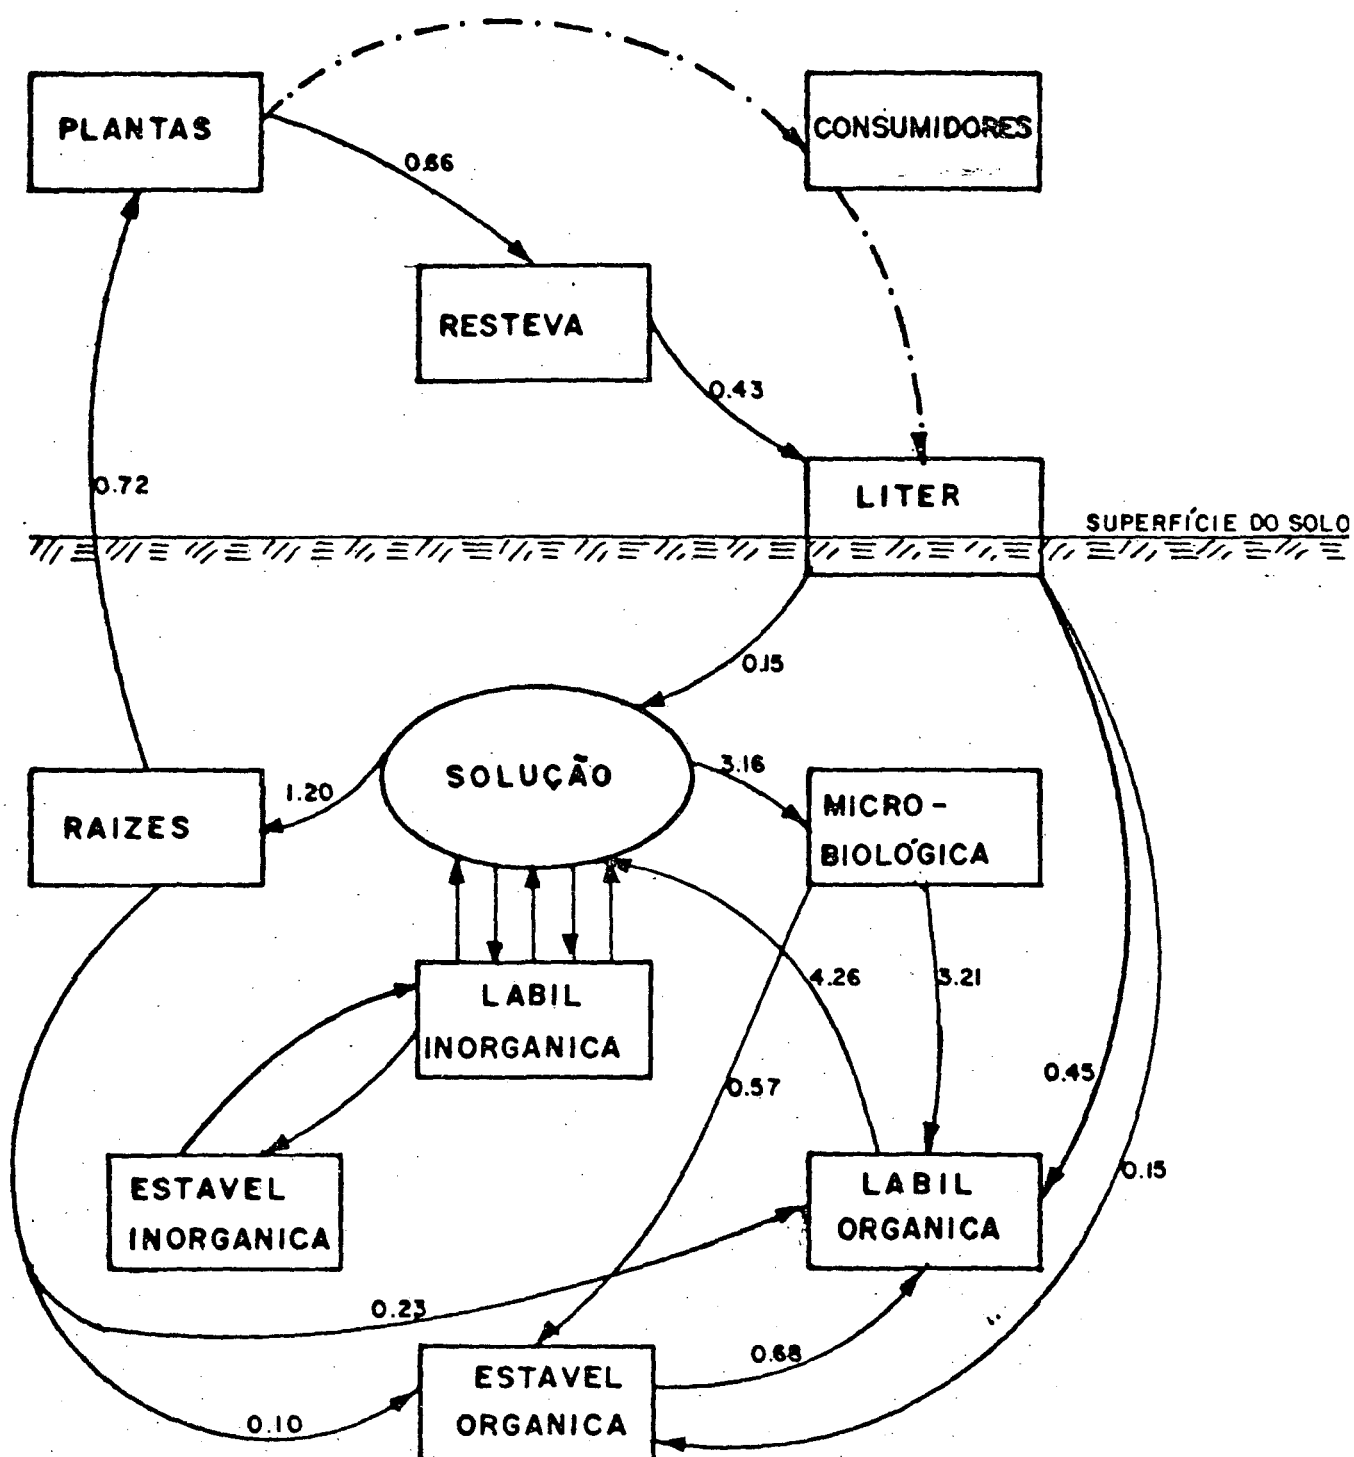 PLANTAS
CONSUMIDORES
0.66
RESTEVA
0.43
0.72
LITER
SUPERFÍCIE DO SOLO
0.15
SOLUÇÃO
3.16
1.20
MICRO-
BIOLÓGICA
RAIZES
4.26
3.21
LABIL
INORGANICA
0.57
0.45
0.15
ESTAVEL
INORGANICA
LABIL
ORGANICA
0.23
0.68
ESTAVEL
ORGANICA
0.10